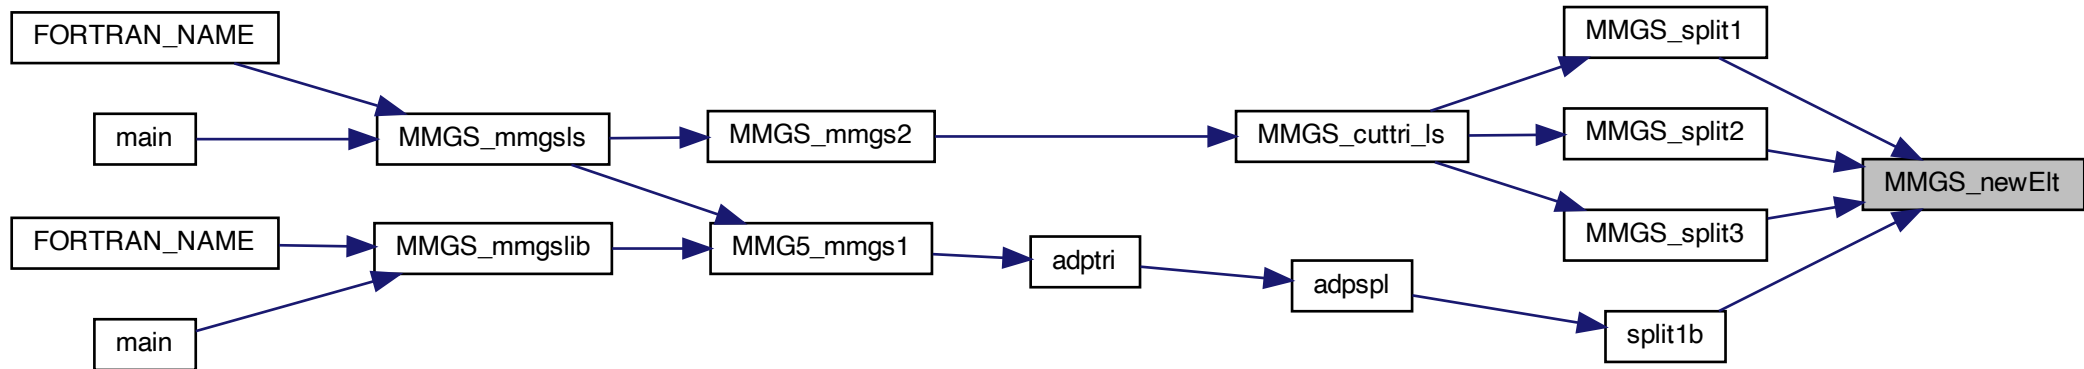 FORTRAN_NAME
main
MMGS_mmgsls
MMGS_mmgs2
MMGS_cuttri_ls
MMGS_split1
MMGS_split2
MMGS_split3
MMGS_newElt
FORTRAN_NAME
main
MMGS_mmgslib
MMG5_mmgs1
adptri
adpspl
split1b